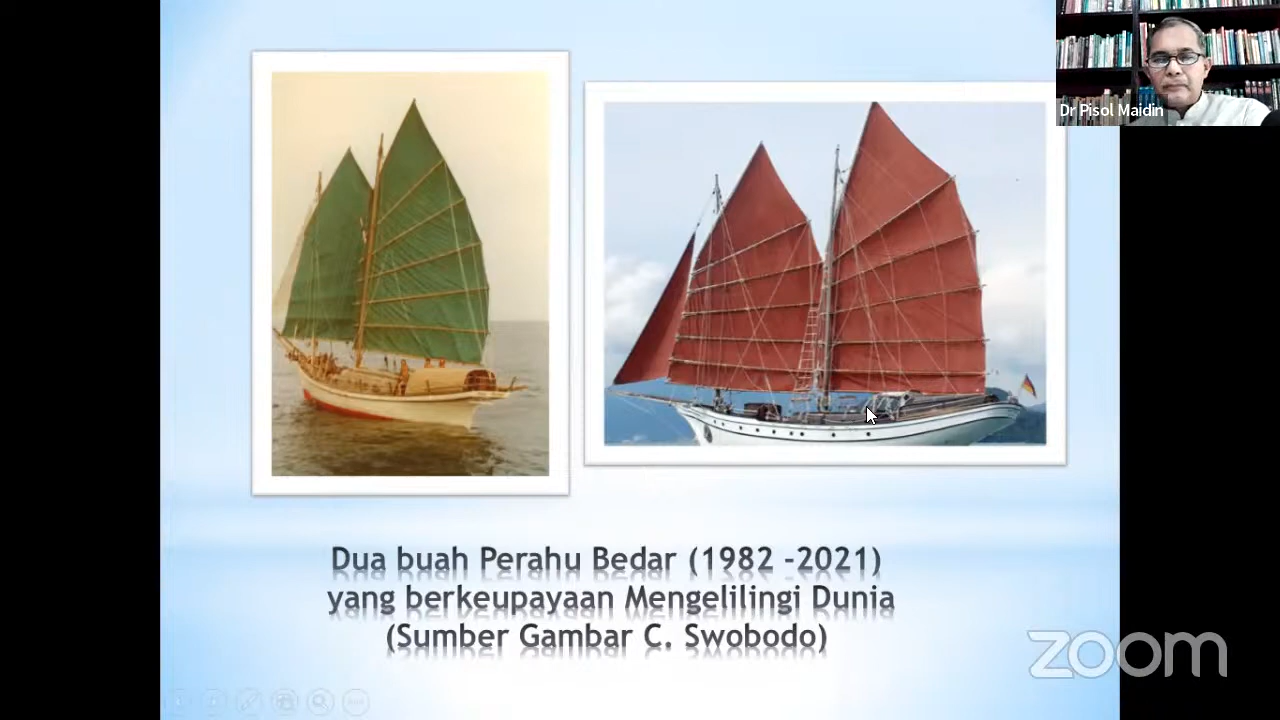 Dr Pisol Maidin
Dua buah Perahu Bedar (1982 -2021)
yang berkeupayaan Mengelilingi Dunia
(Sumber Gambar C. Swobodo)
zoom